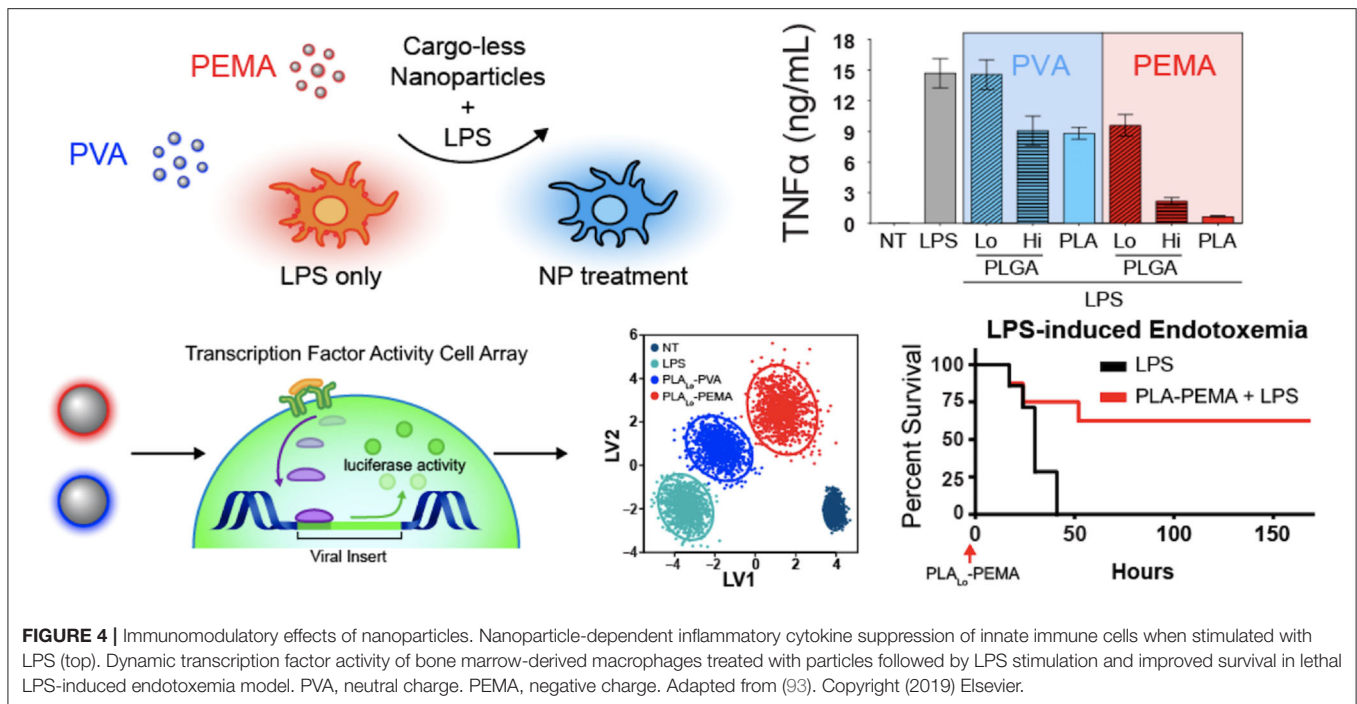 PEMA
PVA
Cargo-less
Nanoparticles
+
LPS
LPS only
NP treatment
TNFα (ng/mL)
18
15
12
9
6
3
0
PVA
PEMA
NT LPS Lo Hi PLA Lo Hi PLA
PLGA PLGA
LPS
Transcription Factor Activity Cell Array
luciferase activity
Viral Insert
LV2
6
4
2
0
−2
−4
NT
LPS
PLALo-PVA
PLALo-PEMA
−4 −2 0 2 4
LV1
LPS-induced Endotoxemia
Percent Survival
100
75
50
25
0
LPS
PLA-PEMA + LPS
0 50 100 150
PLALo-PEMA
Hours
FIGURE 4 | Immunomodulatory effects of nanoparticles. Nanoparticle-dependent inflammatory cytokine suppression of innate immune cells when stimulated with
LPS (top). Dynamic transcription factor activity of bone marrow-derived macrophages treated with particles followed by LPS stimulation and improved survival in lethal
LPS-induced endotoxemia model. PVA, neutral charge. PEMA, negative charge. Adapted from (93). Copyright (2019) Elsevier.